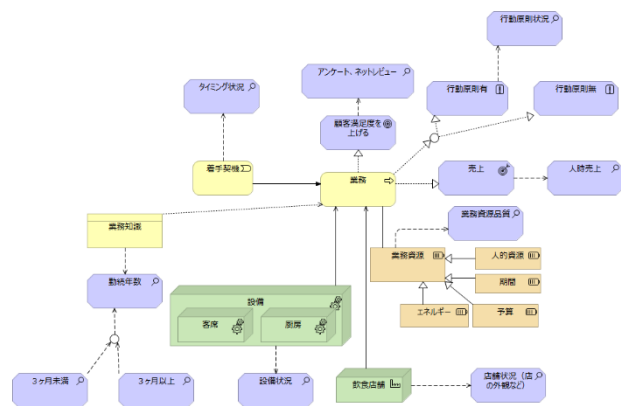 行動原則状況
アンケート、ネットレビュー
タイミング状況
行動原則有
行動原則無
顧客満足度を
上げる
着手契機
業務
売上
人時売上
業務知識
業務資源品質
業務資源
人的資源
期間
エネルギー
予算
勤続年数
設備
客席
厨房
3ヶ月未満
3ヶ月以上
設備状況
飲食店舗
店舗状況（店
の外観など）